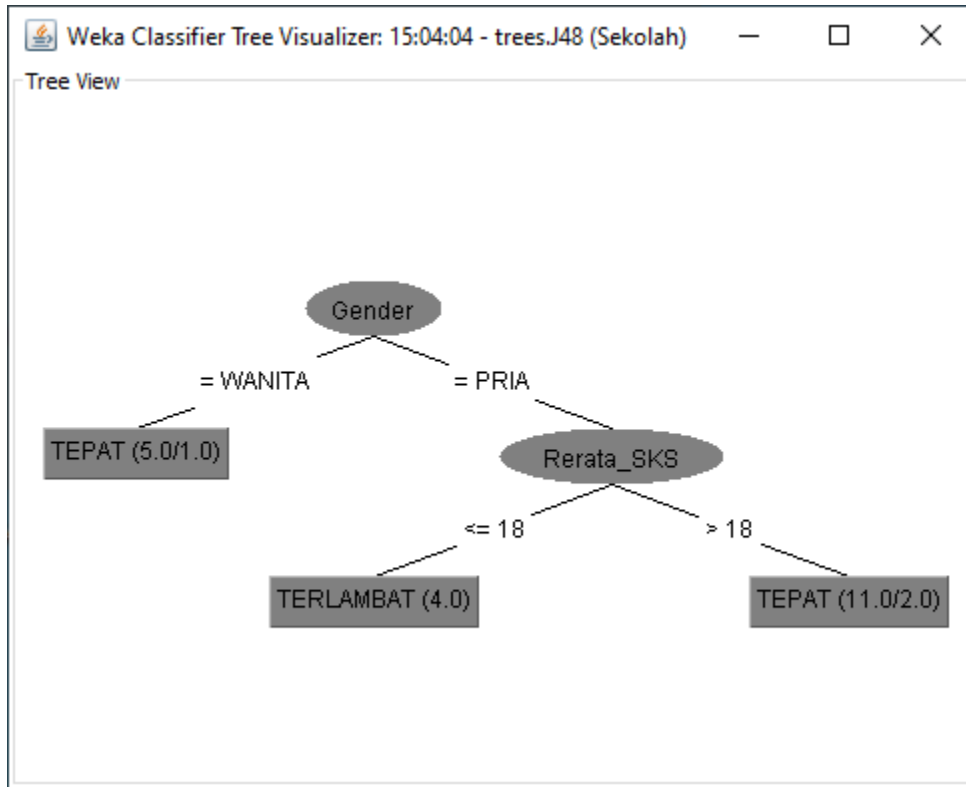 Weka Classifier Tree Visualizer: 15:04:04 - trees.J48 (Sekolah)
Tree View
Gender
= WANITA
= PRIA
TEPAT (5.0/1.0)
Rerata_SKS
<= 18
> 18
TERLAMBAT (4.0)
TEPAT (11.0/2.0)